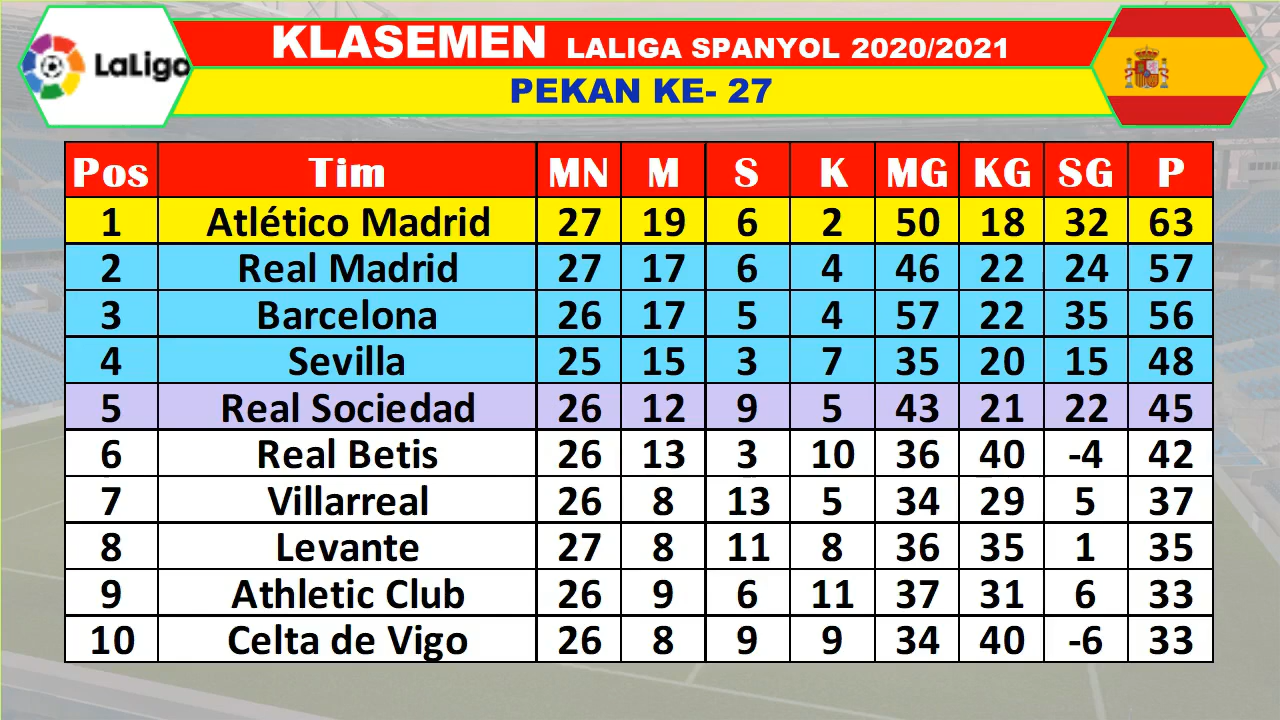 LaLiga
KLASEMEN LALIGA SPANYOL 2020/2021
PEKAN KE- 27
Pos Tim MN M S K MG KG SG P
1 Atlético Madrid 27 19 6 2 50 18 32 63
2 Real Madrid 27 17 6 4 46 22 24 57
3 Barcelona 26 17 5 4 57 22 35 56
4 Sevilla 25 15 3 7 35 20 15 48
5 Real Sociedad 26 12 9 5 43 21 22 45
6 Real Betis 26 13 3 10 36 40 -4 42
7 Villarreal 26 8 13 5 34 29 5 37
8 Levante 27 8 11 8 36 35 1 35
9 Athletic Club 26 9 6 11 37 31 6 33
10 Celta de Vigo 26 8 9 9 34 40 -6 33